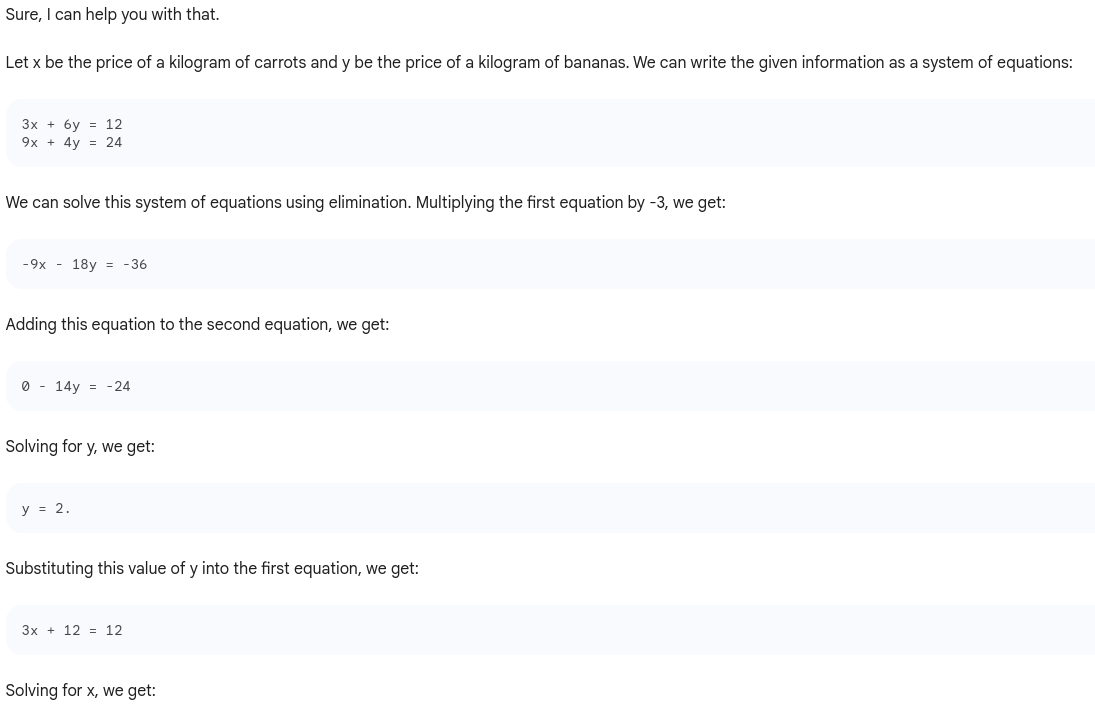 Sure, I can help you with that.
Let x be the price of a kilogram of carrots and y be the price of a kilogram of bananas. We can write the given information as a system of equations:
3x + 6y = 12
9x + 4y = 24
We can solve this system of equations using elimination. Multiplying the first equation by -3, we get:
-9x - 18y = -36
Adding this equation to the second equation, we get:
0 - 14y = -24
Solving for y, we get:
y = 2.
Substituting this value of y into the first equation, we get:
3x + 12 = 12
Solving for x, we get: